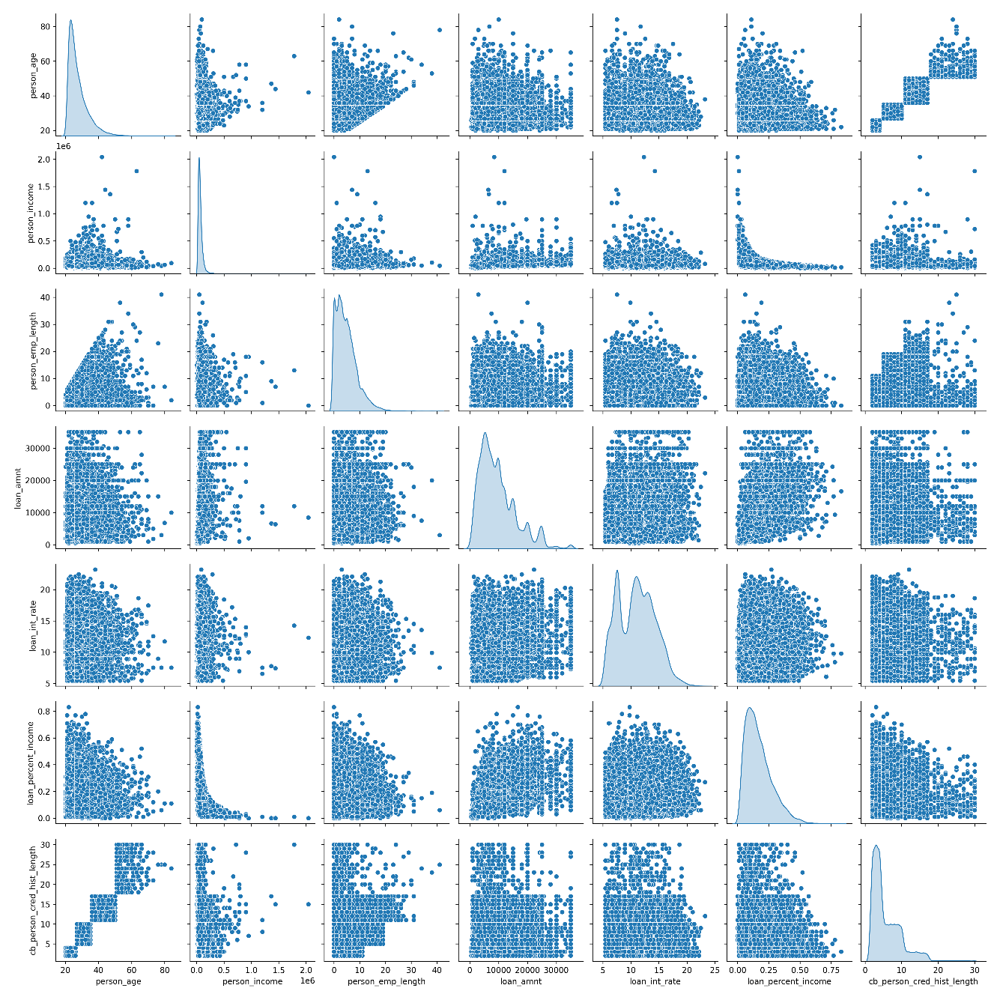 80
60
40
20
person_age
20 40 60 80
0.0 0.5 1.0 1.5 2.0
0 10 20 30 40
0 10000 20000 30000
5 10 15 20 25
0.00 0.25 0.50 0.75
0 10 20 30
1e6
2.0
1.5
1.0
0.5
0.0
person_income
40
30
20
10
0
person_emp_length
30000
20000
10000
0
loan_amnt
20
15
10
5
loan_int_rate
0.8
0.6
0.4
0.2
0.0
loan_percent_income
30
25
20
15
10
5
cb_person_cred_hist_length
1e6
person_age person_income person_emp_length loan_amnt loan_int_rate loan_percent_income cb_person_cred_hist_length